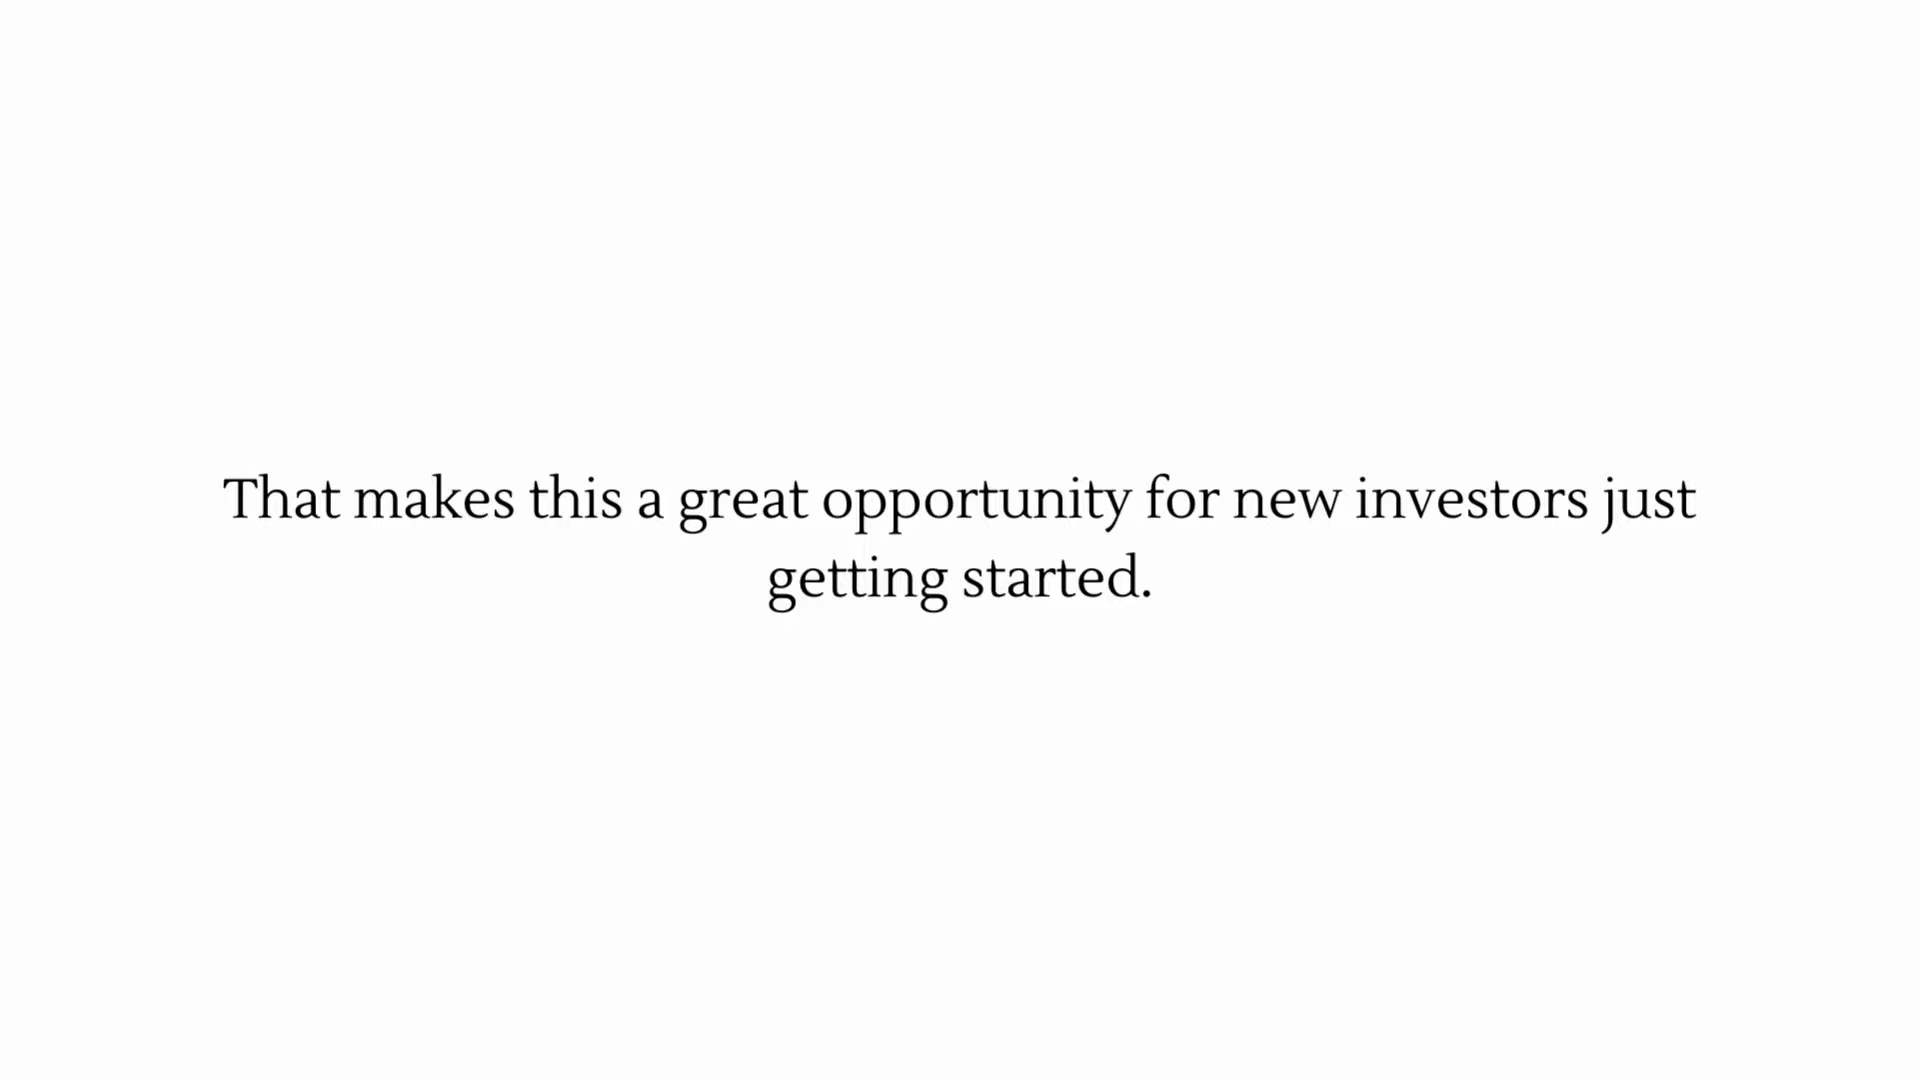 That makes this a great opportunity for new investors just
getting started.